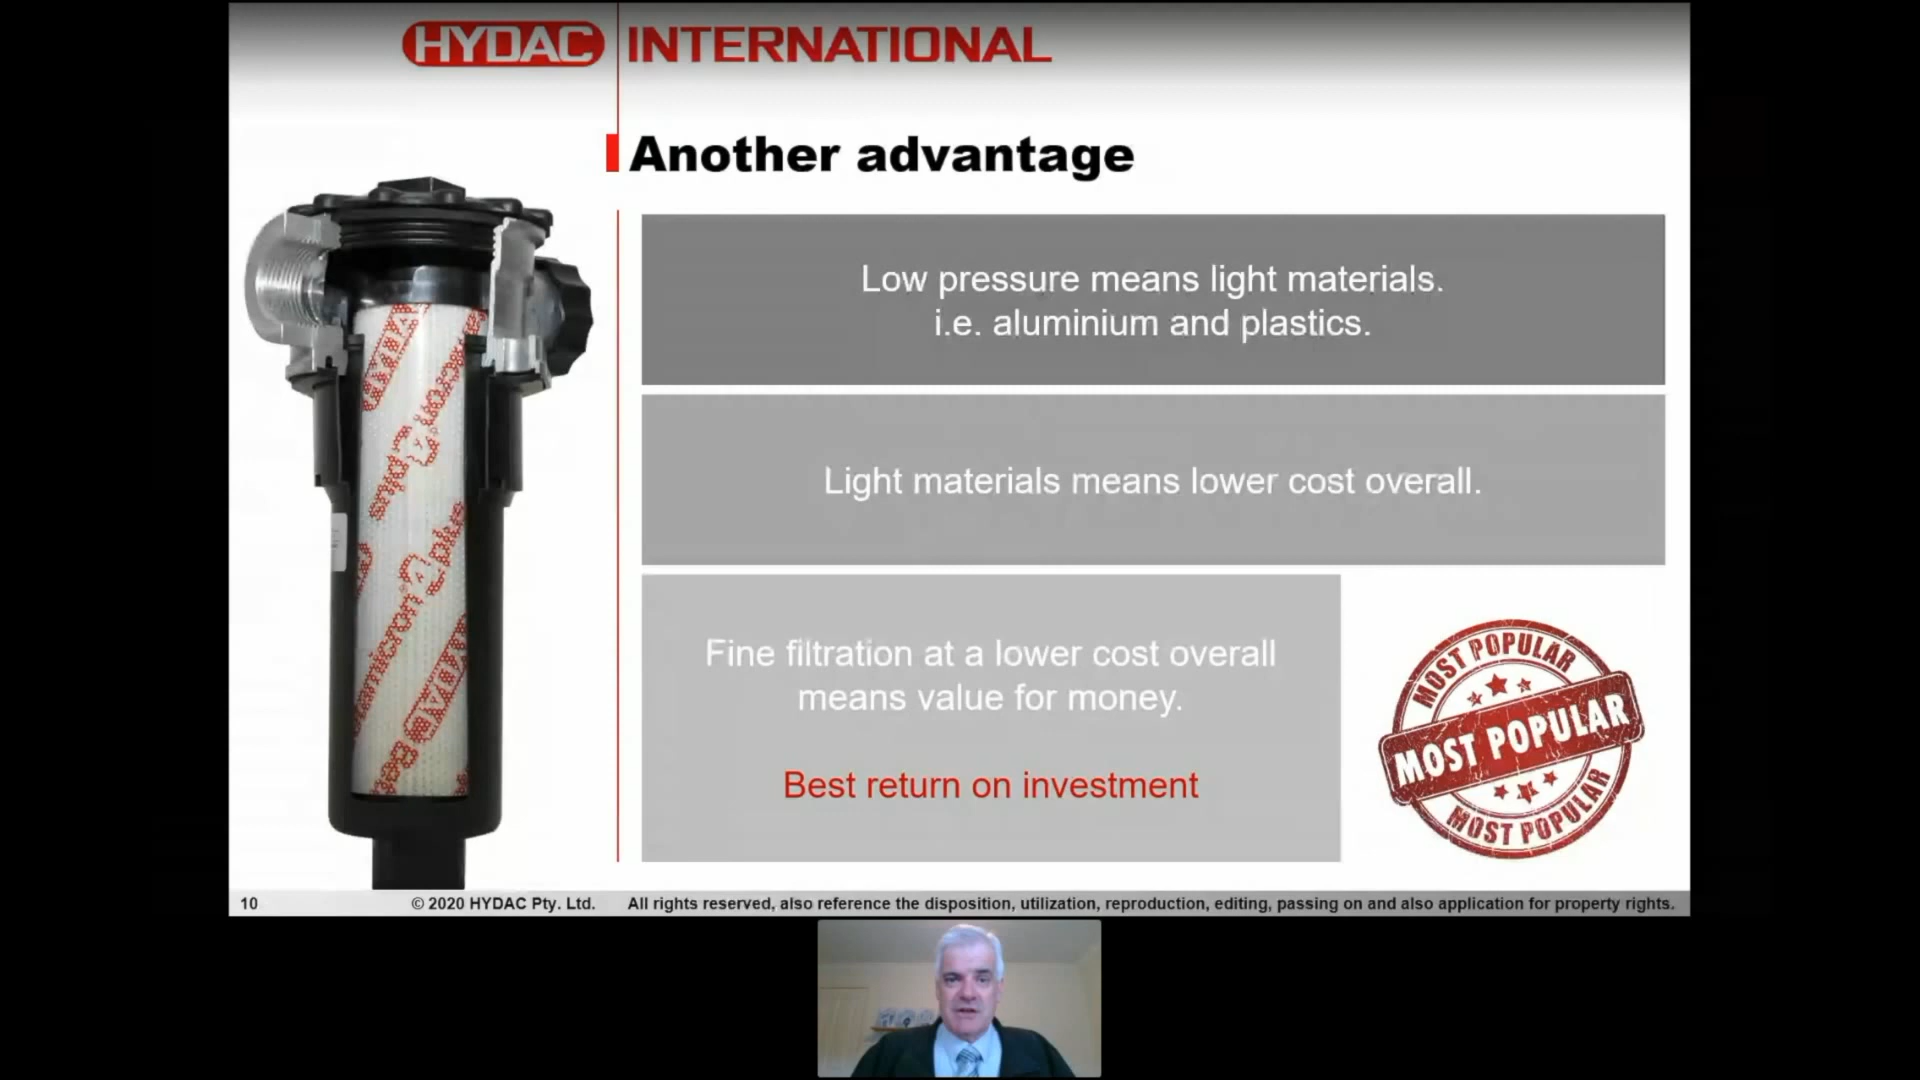 HYDAC INTERNATIONAL
Another advantage
Low pressure means light materials.
i.e. aluminium and plastics.
Light materials means lower cost overall.
Fine filtration at a lower cost overall
means value for money.
Best return on investment
MOST POPULAR
MOST POPULAR
MOST POPULAR
10 © 2020 HYDAC Pty. Ltd. All rights reserved, also reference the disposition, utilization, reproduction, editing, passing on and also application for property rights.